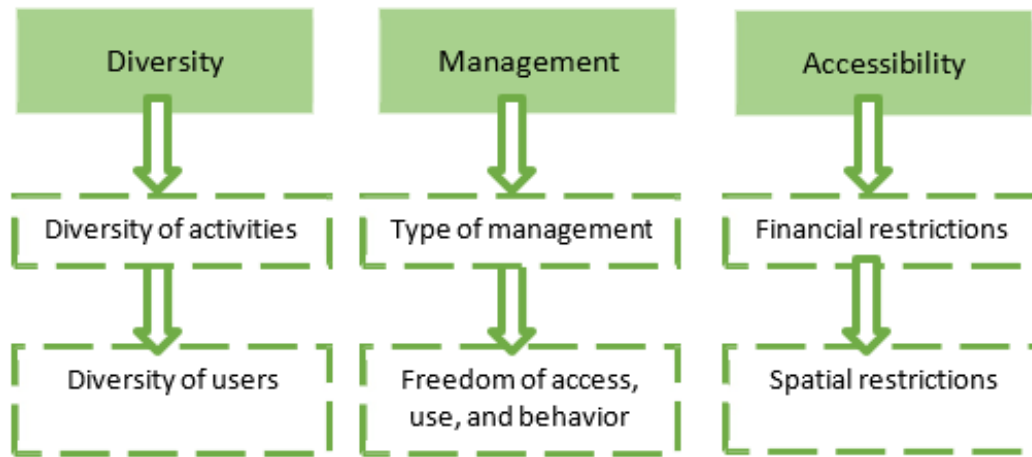 Diversity
Management
Accessibility
Diversity of activities
Type of management
Financial restrictions
Diversity of users
Freedom of access,
use, and behavior
Spatial restrictions